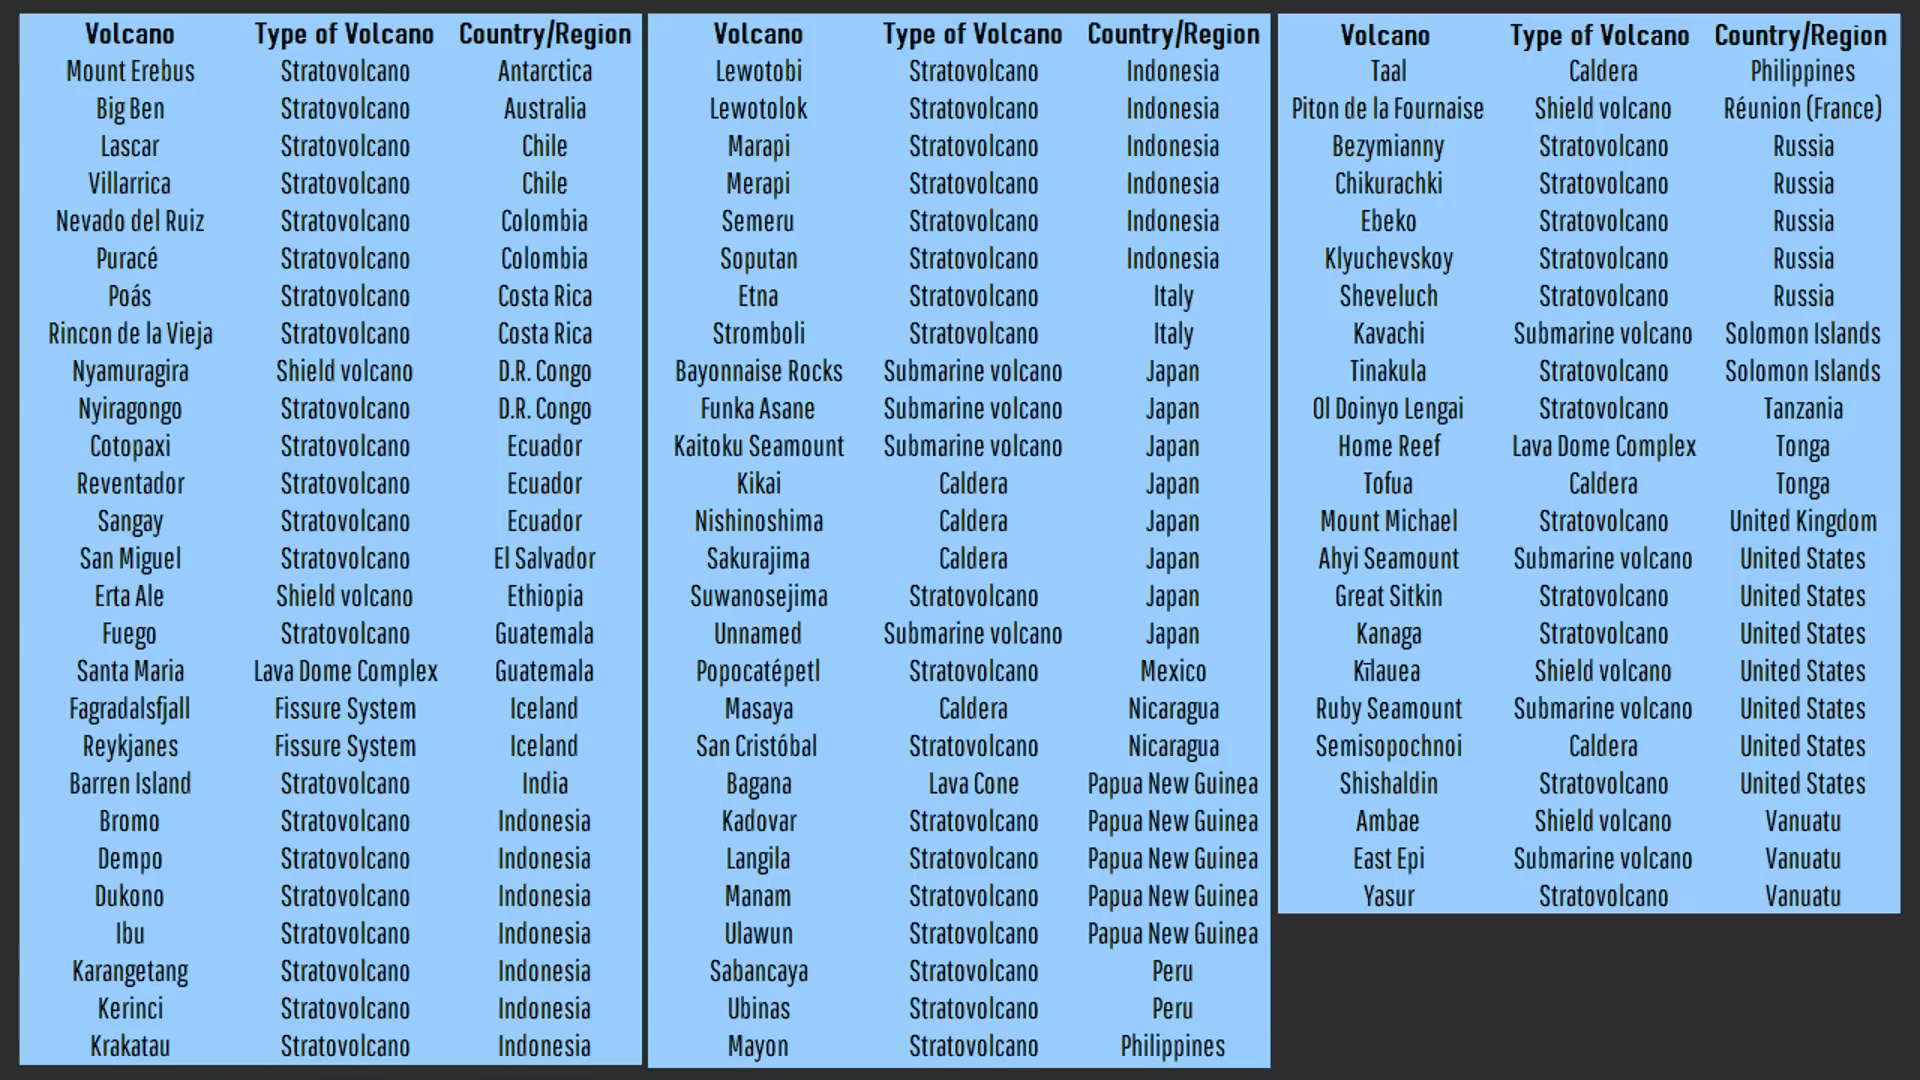 Volcano Type of Volcano Country/Region
Mount Erebus Stratovolcano Antarctica
Big Ben Stratovolcano Australia
Lascar Stratovolcano Chile
Villarrica Stratovolcano Chile
Nevado del Ruiz Stratovolcano Colombia
Puracé Stratovolcano Colombia
Poás Stratovolcano Costa Rica
Rincon de la Vieja Stratovolcano Costa Rica
Nyamuragira Shield volcano D.R. Congo
Nyiragongo Stratovolcano D.R. Congo
Cotopaxi Stratovolcano Ecuador
Reventador Stratovolcano Ecuador
Sangay Stratovolcano Ecuador
San Miguel Stratovolcano El Salvador
Erta Ale Shield volcano Ethiopia
Fuego Stratovolcano Guatemala
Santa Maria Lava Dome Complex Guatemala
Fagradalsfjall Fissure System Iceland
Reykjanes Fissure System Iceland
Barren Island Stratovolcano India
Bromo Stratovolcano Indonesia
Dempo Stratovolcano Indonesia
Dukono Stratovolcano Indonesia
Ibu Stratovolcano Indonesia
Karangetang Stratovolcano Indonesia
Kerinci Stratovolcano Indonesia
Krakatau Stratovolcano Indonesia
Volcano Type of Volcano Country/Region
Lewotobi Stratovolcano Indonesia
Lewotolok Stratovolcano Indonesia
Marapi Stratovolcano Indonesia
Merapi Stratovolcano Indonesia
Semeru Stratovolcano Indonesia
Soputan Stratovolcano Indonesia
Etna Stratovolcano Italy
Stromboli Stratovolcano Italy
Bayonnaise Rocks Submarine volcano Japan
Funka Asane Submarine volcano Japan
Kaitoku Seamount Submarine volcano Japan
Kikai Caldera Japan
Nishinoshima Caldera Japan
Sakurajima Caldera Japan
Suwanosejima Stratovolcano Japan
Unnamed Submarine volcano Japan
Popocatépetl Stratovolcano Mexico
Masaya Caldera Nicaragua
San Cristóbal Stratovolcano Nicaragua
Bagana Lava Cone Papua New Guinea
Kadovar Stratovolcano Papua New Guinea
Langila Stratovolcano Papua New Guinea
Manam Stratovolcano Papua New Guinea
Ulawun Stratovolcano Papua New Guinea
Sabancaya Stratovolcano Peru
Ubinas Stratovolcano Peru
Mayon Stratovolcano Philippines
Volcano Type of Volcano Country/Region
Taal Caldera Philippines
Piton de la Fournaise Shield volcano Réunion (France)
Bezymianny Stratovolcano Russia
Chikurachki Stratovolcano Russia
Ebeko Stratovolcano Russia
Klyuchevskoy Stratovolcano Russia
Sheveluch Stratovolcano Russia
Kavachi Submarine volcano Solomon Islands
Tinakula Stratovolcano Solomon Islands
Ol Doinyo Lengai Stratovolcano Tanzania
Home Reef Lava Dome Complex Tonga
Tofua Caldera Tonga
Mount Michael Stratovolcano United Kingdom
Ahyi Seamount Submarine volcano United States
Great Sitkin Stratovolcano United States
Kanaga Stratovolcano United States
Kīlauea Shield volcano United States
Ruby Seamount Submarine volcano United States
Semisopochnoi Caldera United States
Shishaldin Stratovolcano United States
Ambae Shield volcano Vanuatu
East Epi Submarine volcano Vanuatu
Yasur Stratovolcano Vanuatu